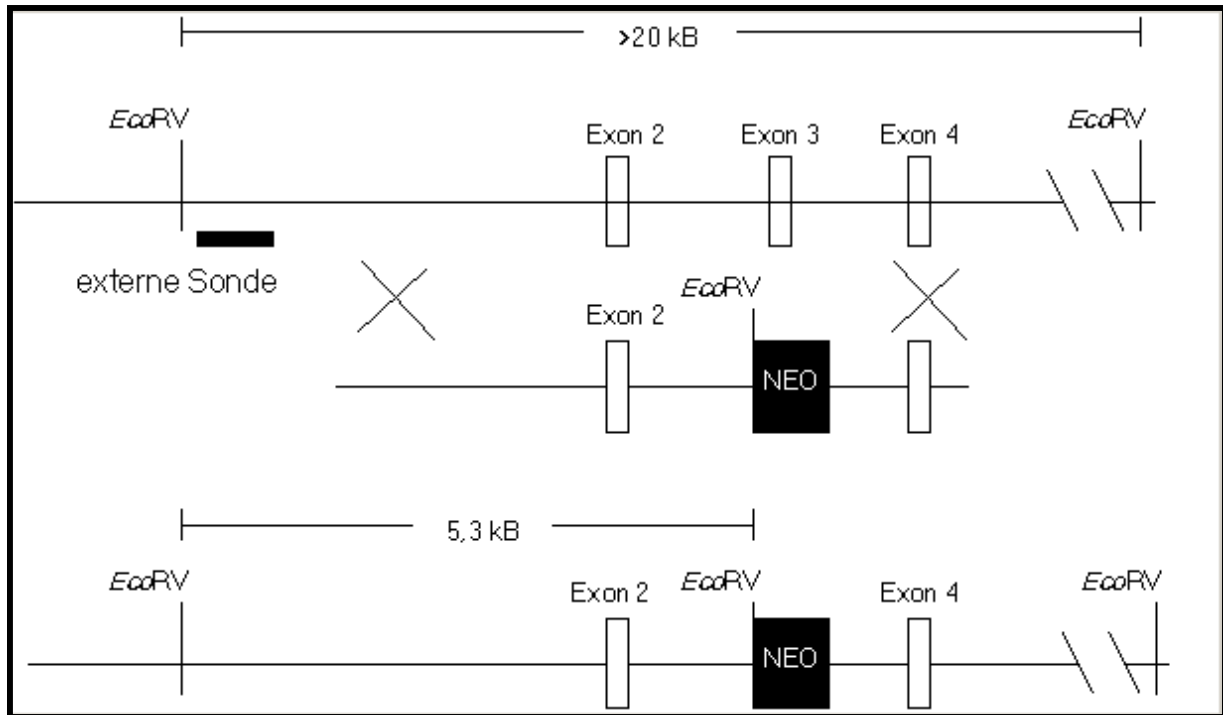 >20 kB
EcoRV
EcoRV
Exon 2
Exon 3
Exon 4
externe Sonde
EcoRV
Exon 2
NEO
5,3 kB
EcoRV
Exon 2
EcoRV
Exon 4
EcoRV
NEO